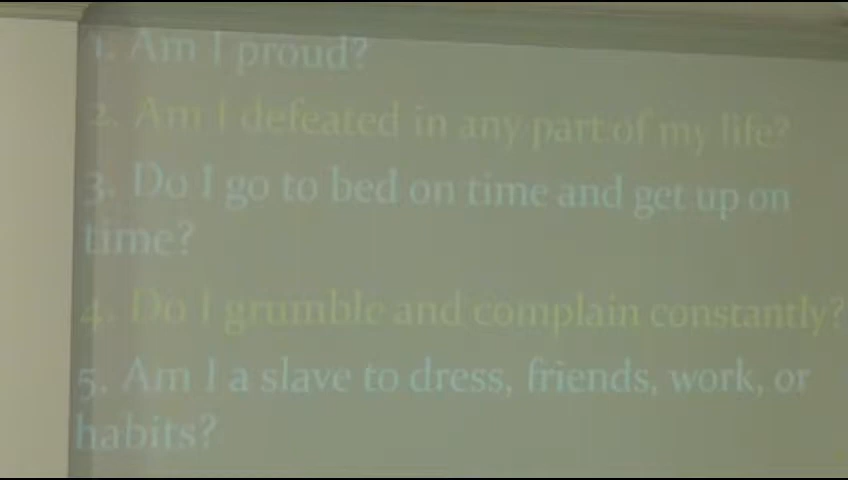 1. Am I proud?
2. Am I defeated in any part of my life?
3. Do I go to bed on time and get up on
time?
4. Do I grumble and complain constantly?
5. Am I a slave to dress, friends, work, or
habits?